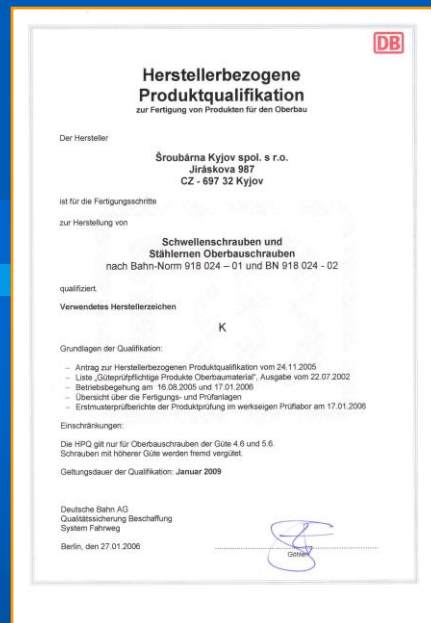 DB
Herstellerbezogene
Produktqualifikation
zur Fertigung von Produkten für den Oberbau
Der Hersteller
Šroubárna Kyjov spol. s r.o.
Jiráskova 987
CZ - 697 32 Kyjov
ist für die Fertigungsschritte
zur Herstellung von
Schwellenschrauben und
Stählernen Oberbauschrauben
nach Bahn-Norm 918 024 – 01 und BN 918 024 - 02
qualifiziert.
Verwendetes Herstellerzeichen
K
Grundlagen der Qualifikation:
– Antrag zur Herstellerbezogenen Produktqualifikation vom 24.11.2005
– Liste „Güteprüfpflichtige Produkte Oberbaumaterial", Ausgabe vom 22.07.2002
– Betriebsbegehung am 16.08.2005 und 17.01.2006
– Übersicht über die Fertigungs- und Prüfanlagen
– Erstmusterprüfberichte der Produktprüfung im werkseigen Prüflabor am 17.01.2006
Einschränkungen:
Die HPQ gilt nur für Oberbauschrauben der Güte 4.6 und 5.6.
Schrauben mit höherer Güte werden fremd vergütet.
Geltungsdauer der Qualifikation: Januar 2009
Deutsche Bahn AG
Qualitätssicherung Beschaffung
System Fahrweg
Berlin, den 27.01.2006